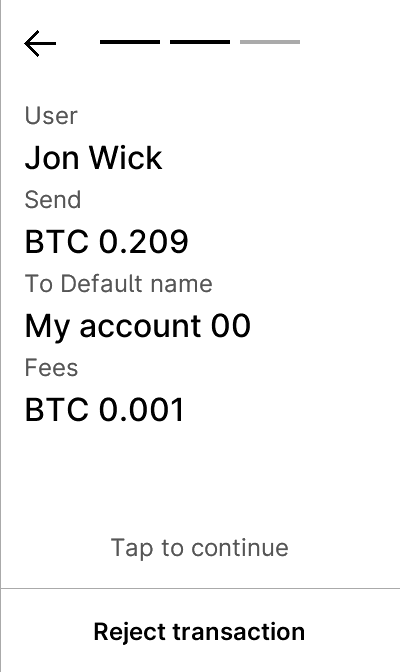 User
Jon Wick
Send
BTC 0.209
To Default name
My account 00
Fees
BTC 0.001
Tap to continue
Reject transaction